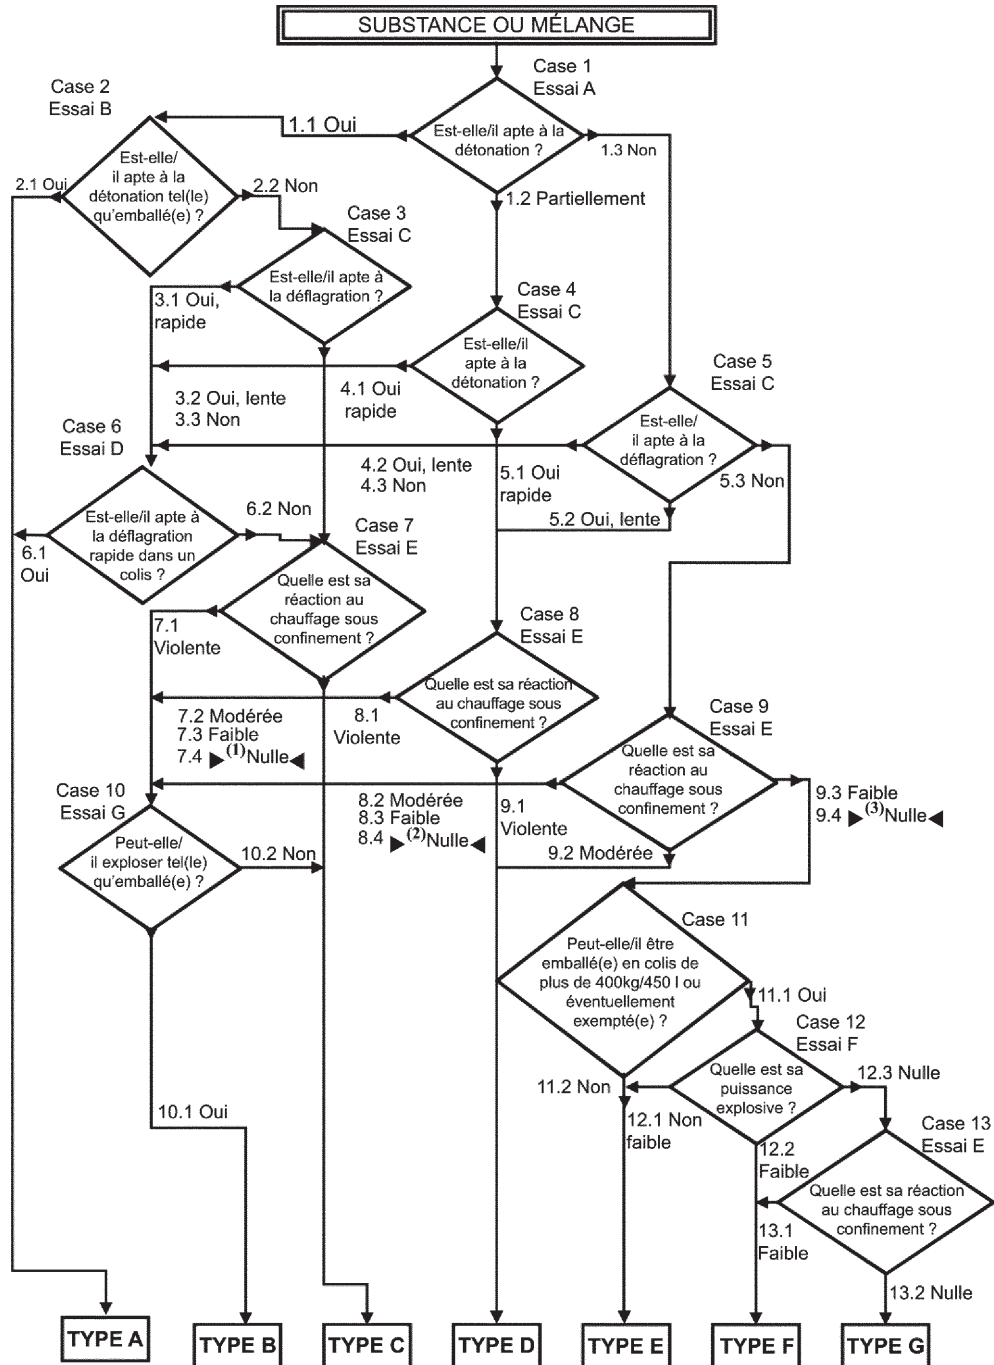 SUBSTANCE OU MÉLANGE
Case 1
Essai A
Est-elle/il apte à la
détonation ?
1.1 Oui
1.3 Non
1.2 Partiellement
Case 2
Essai B
Est-elle/
il apte à la
détonation tel(le)
qu'emballé(e) ?
2.1 Oui
2.2 Non
Case 3
Essai C
Est-elle/il apte à
la déflagration ?
3.1 Oui,
rapide
3.2 Oui, lente
3.3 Non
Case 4
Essai C
Est-elle/il
apte à la
détonation ?
4.1 Oui
rapide
4.2 Oui, lente
4.3 Non
Case 5
Essai C
Est-elle/
il apte à la
déflagration ?
5.1 Oui
rapide
5.2 Oui, lente
5.3 Non
Case 6
Essai D
Est-elle/il apte à
la déflagration
rapide dans un
colis ?
6.1
Oui
6.2 Non
Case 7
Essai E
Quelle est sa
réaction au
chauffage sous
confinement ?
7.1
Violente
7.2 Modérée
7.3 Faible
7.4 ▶(1)Nulle◀
Case 8
Essai E
Quelle est sa réaction
au chauffage sous
confinement ?
8.1
Violente
8.2 Modérée
8.3 Faible
8.4 ▶(2)Nulle◀
Case 9
Essai E
Quelle est sa
réaction au
chauffage sous
confinement ?
9.1
Violente
9.2 Modérée
9.3 Faible
9.4 ▶(3)Nulle◀
Case 10
Essai G
Peut-elle/
il exploser tel(le)
qu'emballé(e) ?
10.2 Non
10.1 Oui
Case 11
Peut-elle/il être
emballé(e) en colis de
plus de 400kg/450 l ou
éventuellement
exempté(e) ?
11.1 Oui
11.2 Non
Case 12
Essai F
Quelle est sa
puissance
explosive ?
12.1 Non
faible
12.2
Faible
12.3 Nulle
Case 13
Essai E
Quelle est sa réaction
au chauffage sous
confinement ?
13.1
Faible
13.2 Nulle
TYPE A
TYPE B
TYPE C
TYPE D
TYPE E
TYPE F
TYPE G